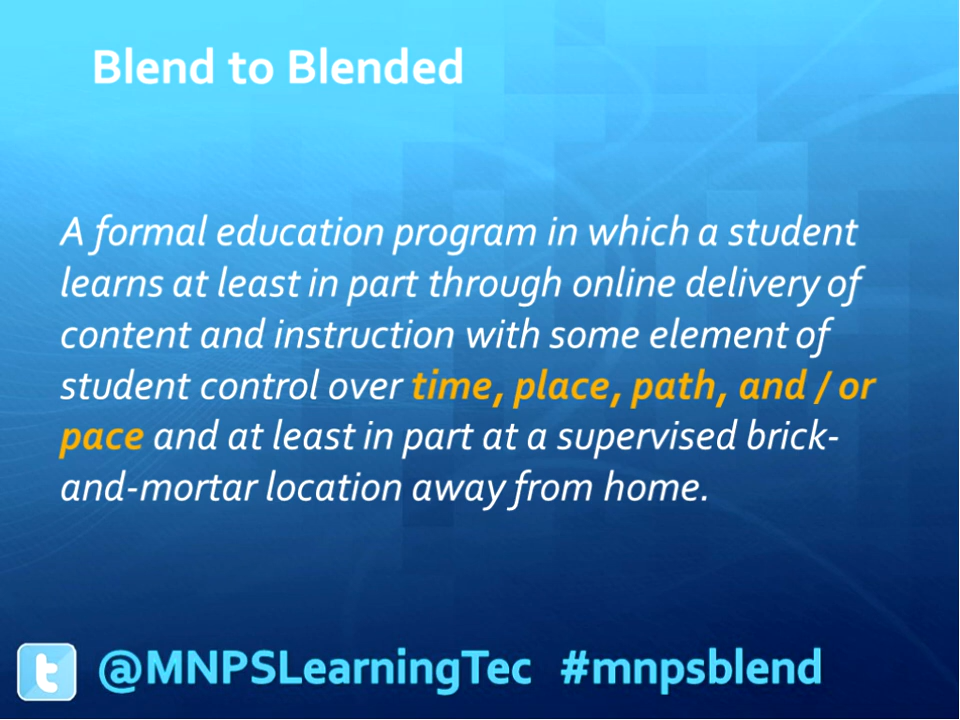 Blend to Blended
A formal education program in which a student
learns at least in part through online delivery of
content and instruction with some element of
student control over time, place, path, and / or
pace and at least in part at a supervised brick-
and-mortar location away from home.
t @MNPSLearningTec #mnpsblend